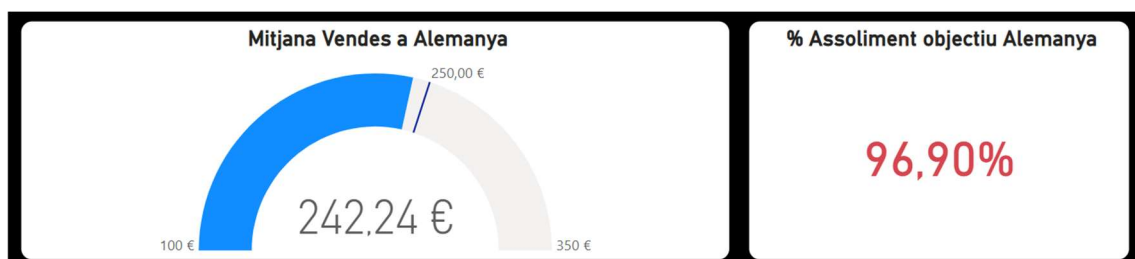 Mitjana Vendes a Alemanya
250,00 €
242,24 €
100 €
350 €
% Assoliment objectiu Alemanya
96,90%